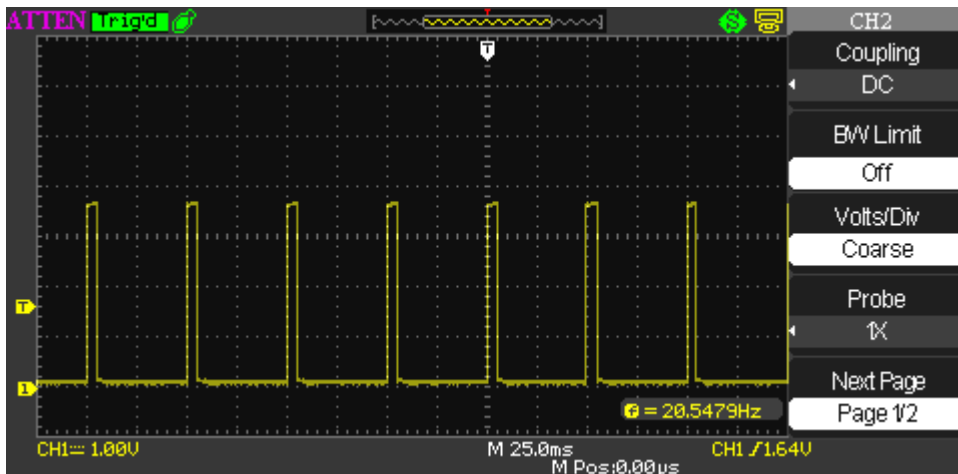 ATTEN Trig'd S CH2
Coupling
DC
T
BW Limit
Off
Volts/Div
Coarse
Probe
1X
T
Next Page
Page 1/2
1
f = 20.5479Hz
CH1 1.00V M 25.0ms CH1 /1.64V
M Pos:0.00µs